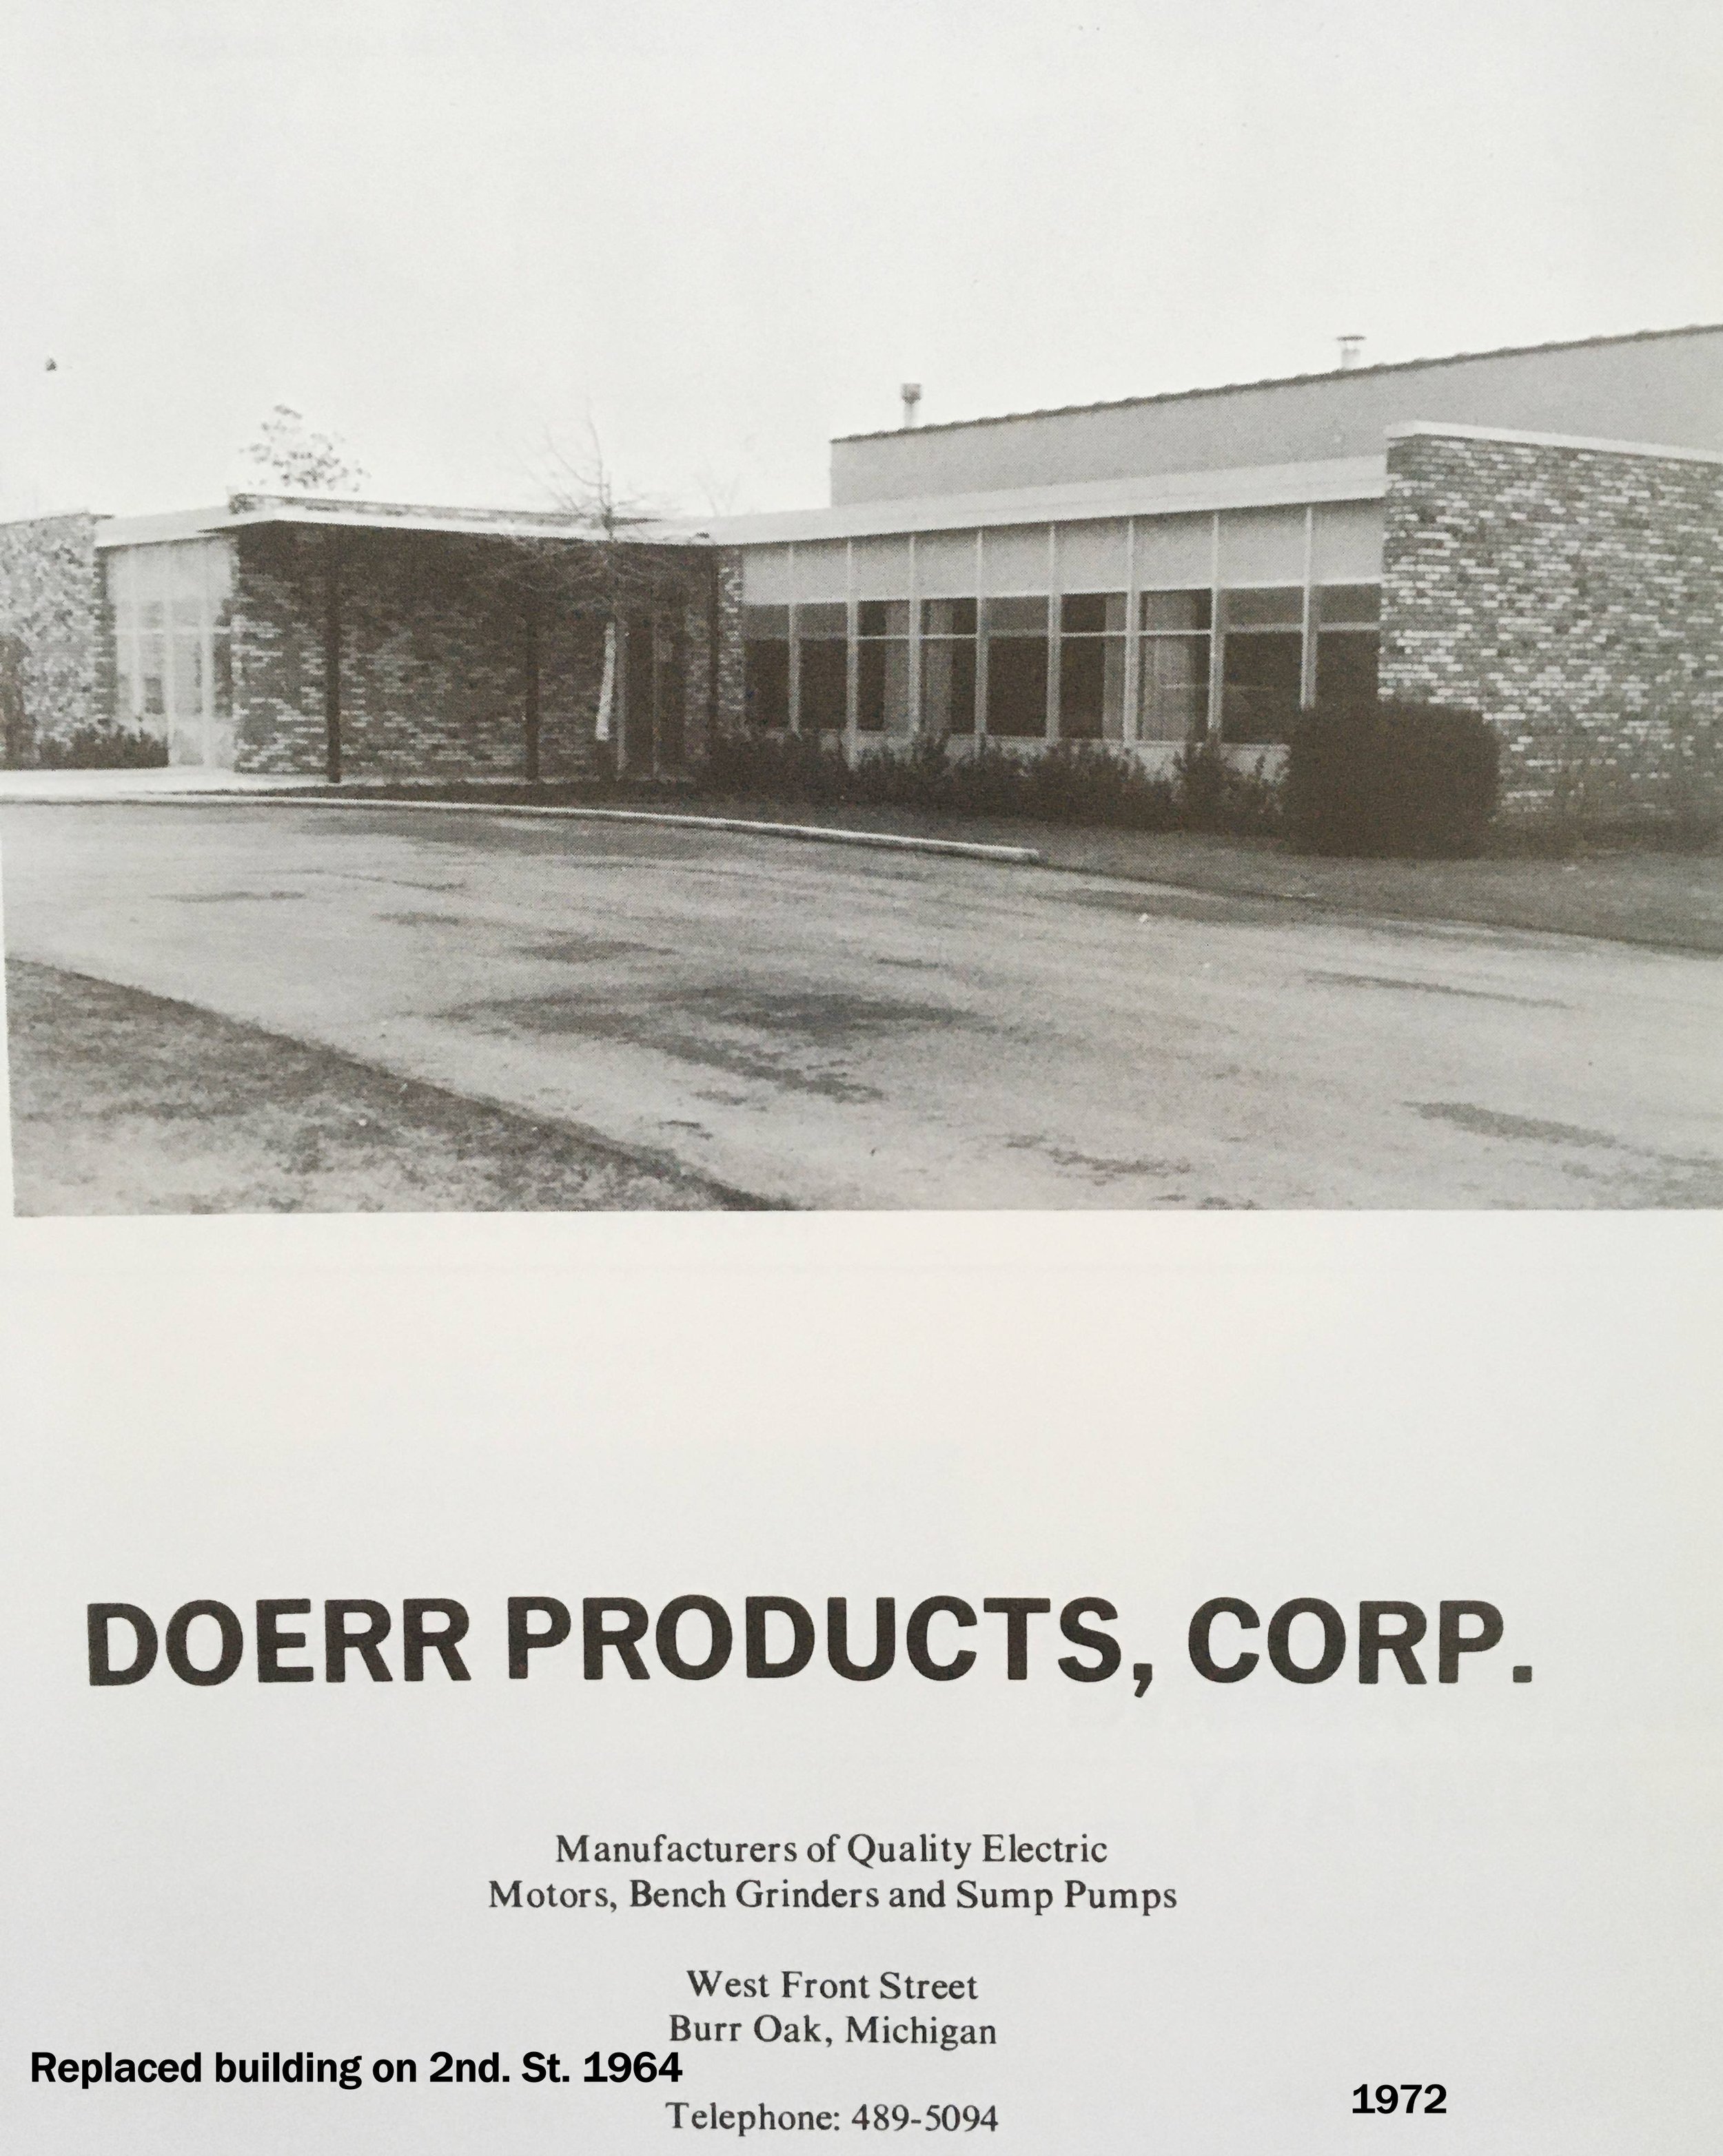 DOERR PRODUCTS, CORP.
Manufacturers of Quality Electric
Motors, Bench Grinders and Sump Pumps
West Front Street
Burr Oak, Michigan
Replaced building on 2nd. St. 1964
1972
Telephone: 489-5094